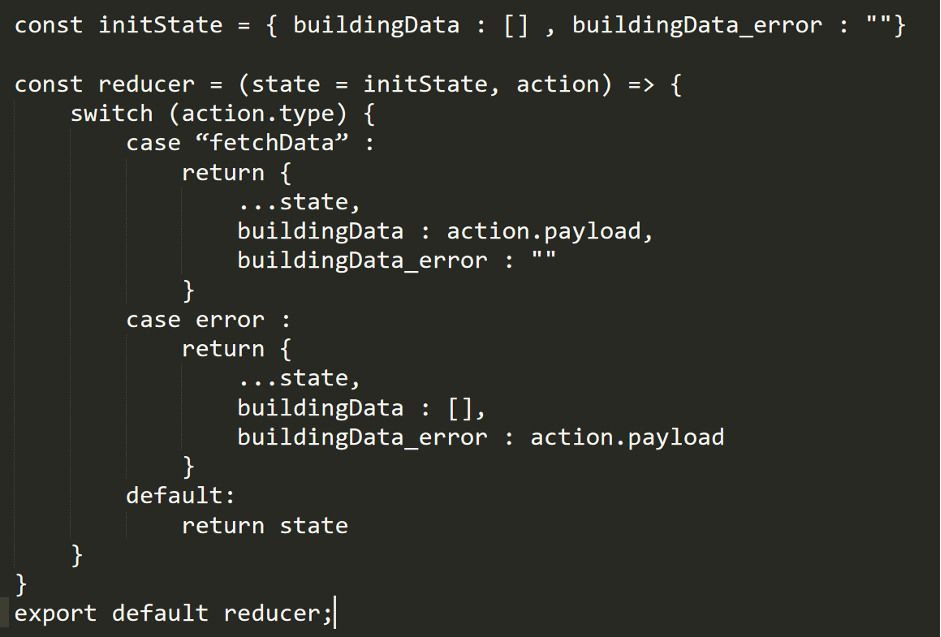 const initState = { buildingData : [] , buildingData_error : ""}

const reducer = (state = initState, action) => {
    switch (action.type) {
        case “fetchData” :
            return {
                ...state,
                buildingData : action.payload,
                buildingData_error : ""
            }
        case error :
            return {
                ...state,
                buildingData : [],
                buildingData_error : action.payload
            }
        default:
            return state
    }
}
export default reducer;